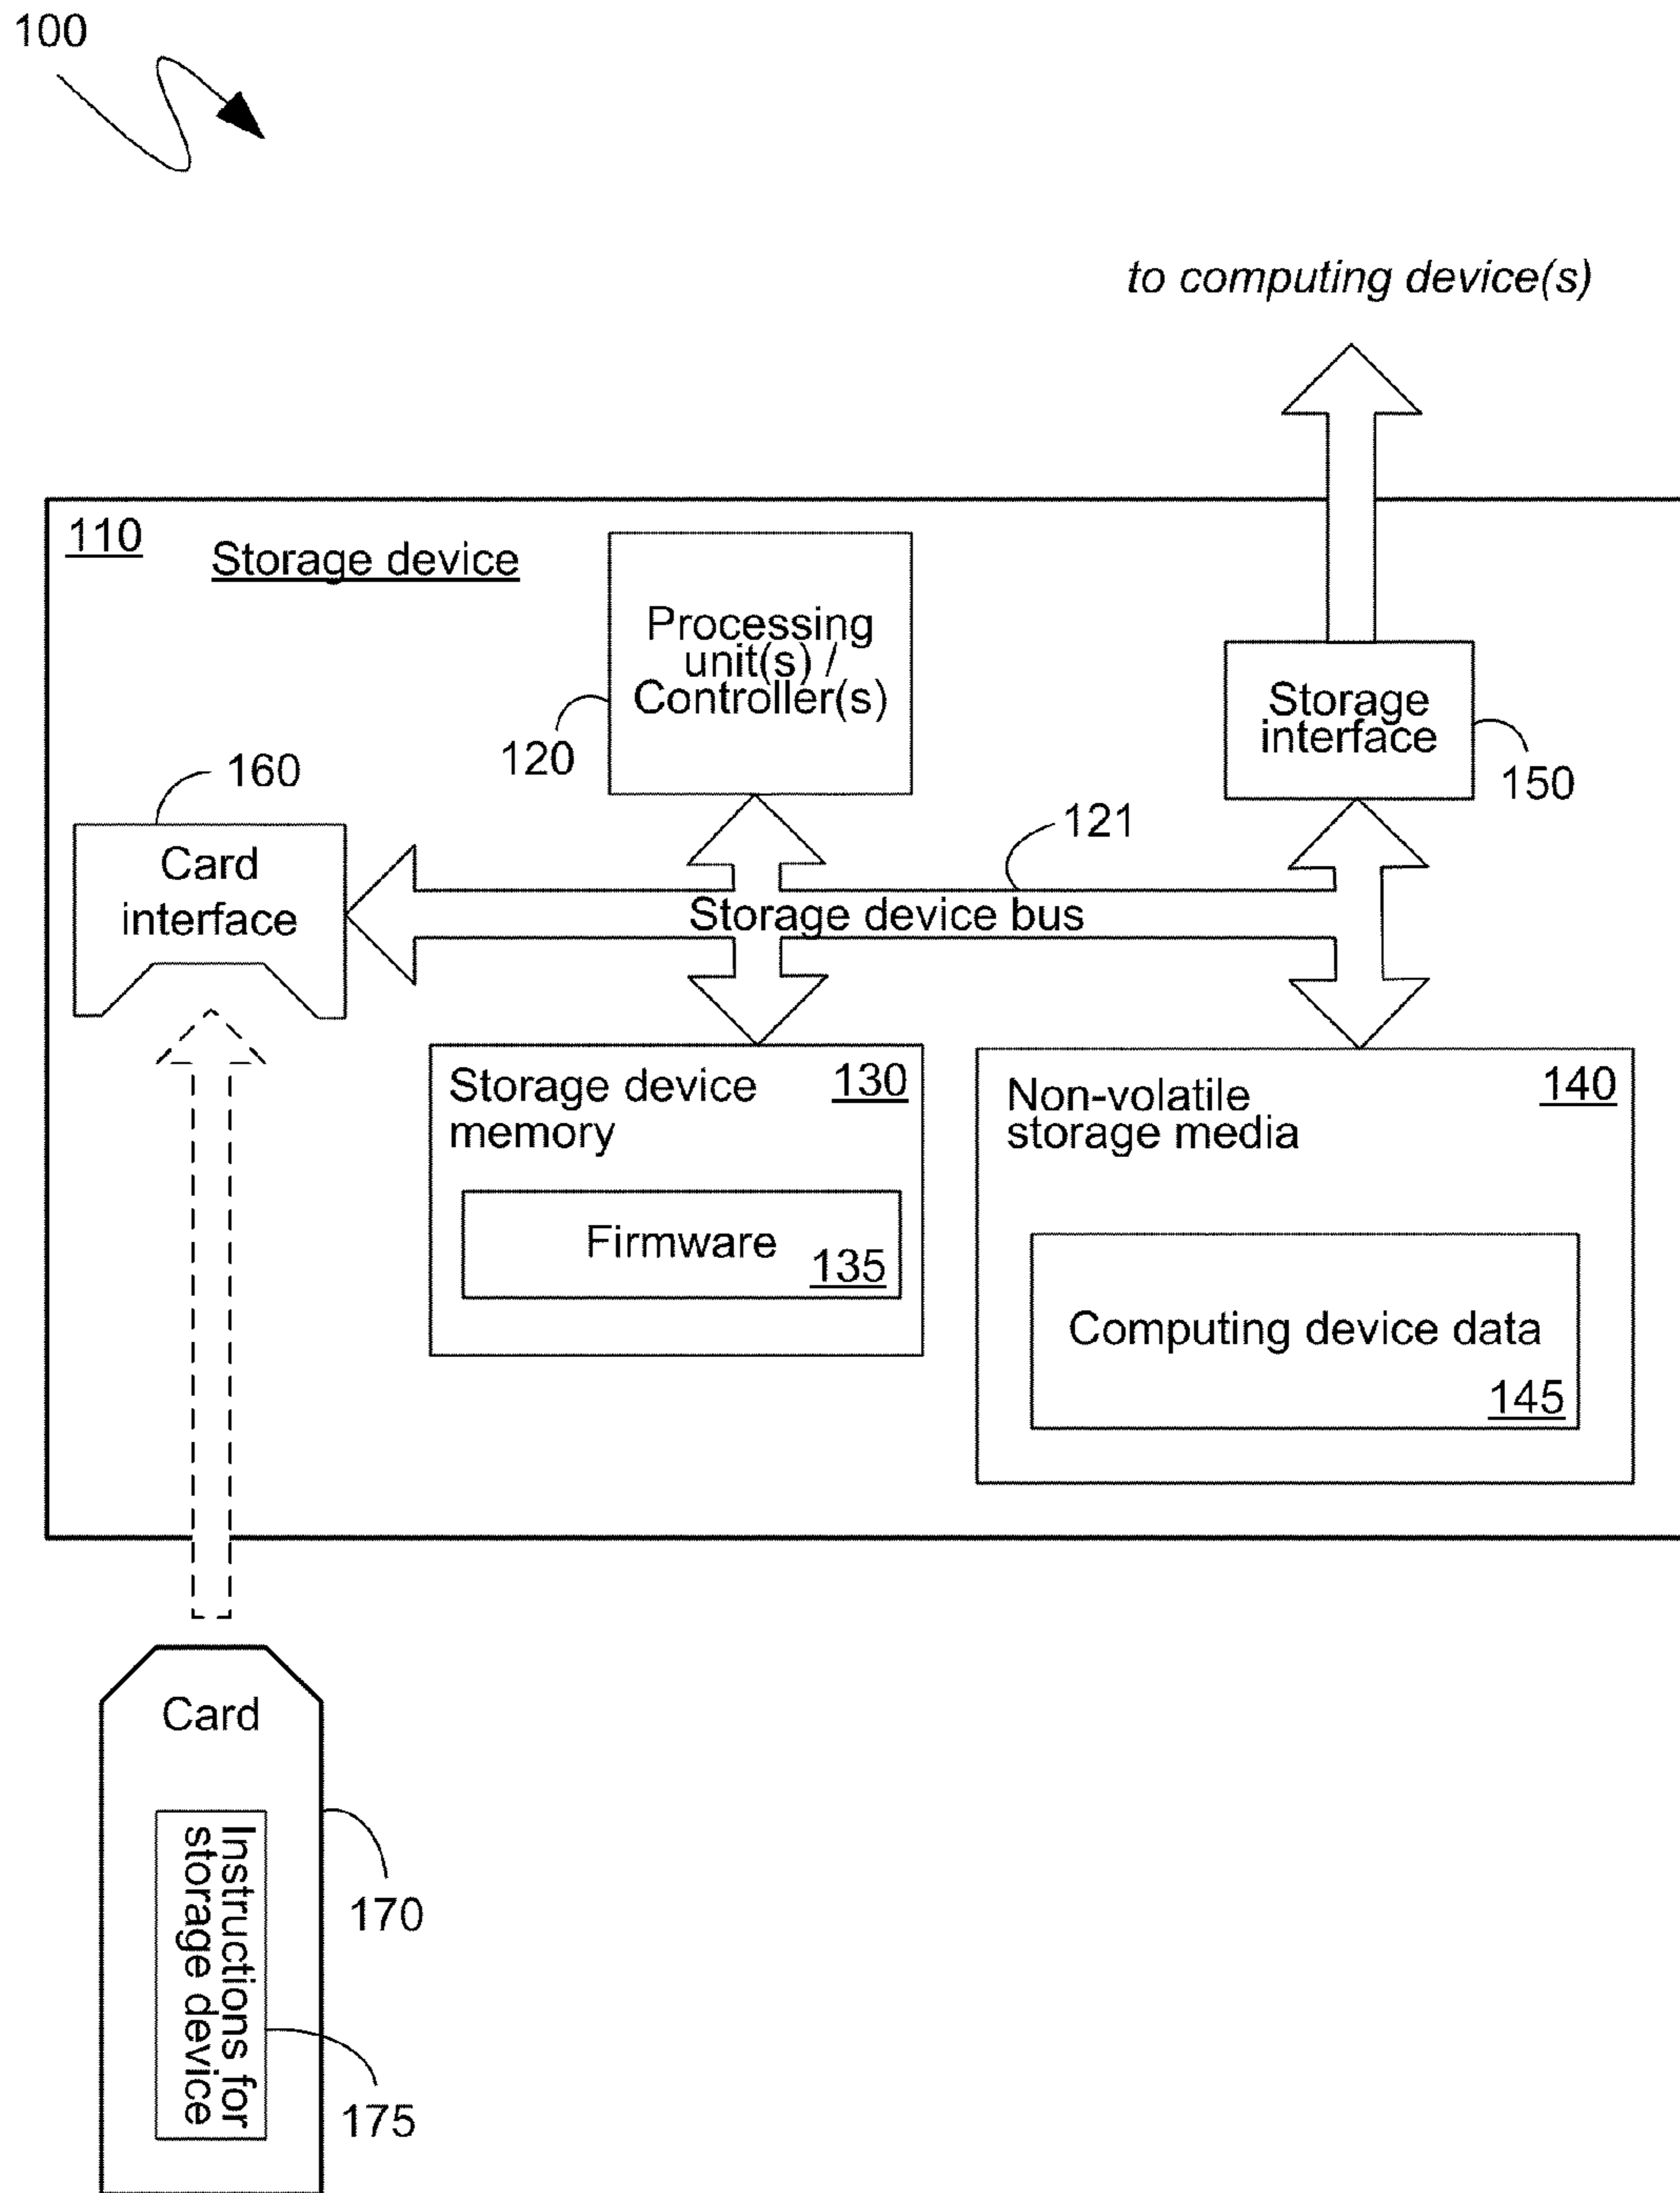 100
to computing device(s)
110
Storage device
Processing
unit(s) /
Controller(s)
120
Storage
interface
150
160
Card
interface
121
Storage device bus
Storage device
memory
130
Firmware
135
Non-volatile
storage media
140
Computing device data
145
Card
Instructions for
storage device
170
175